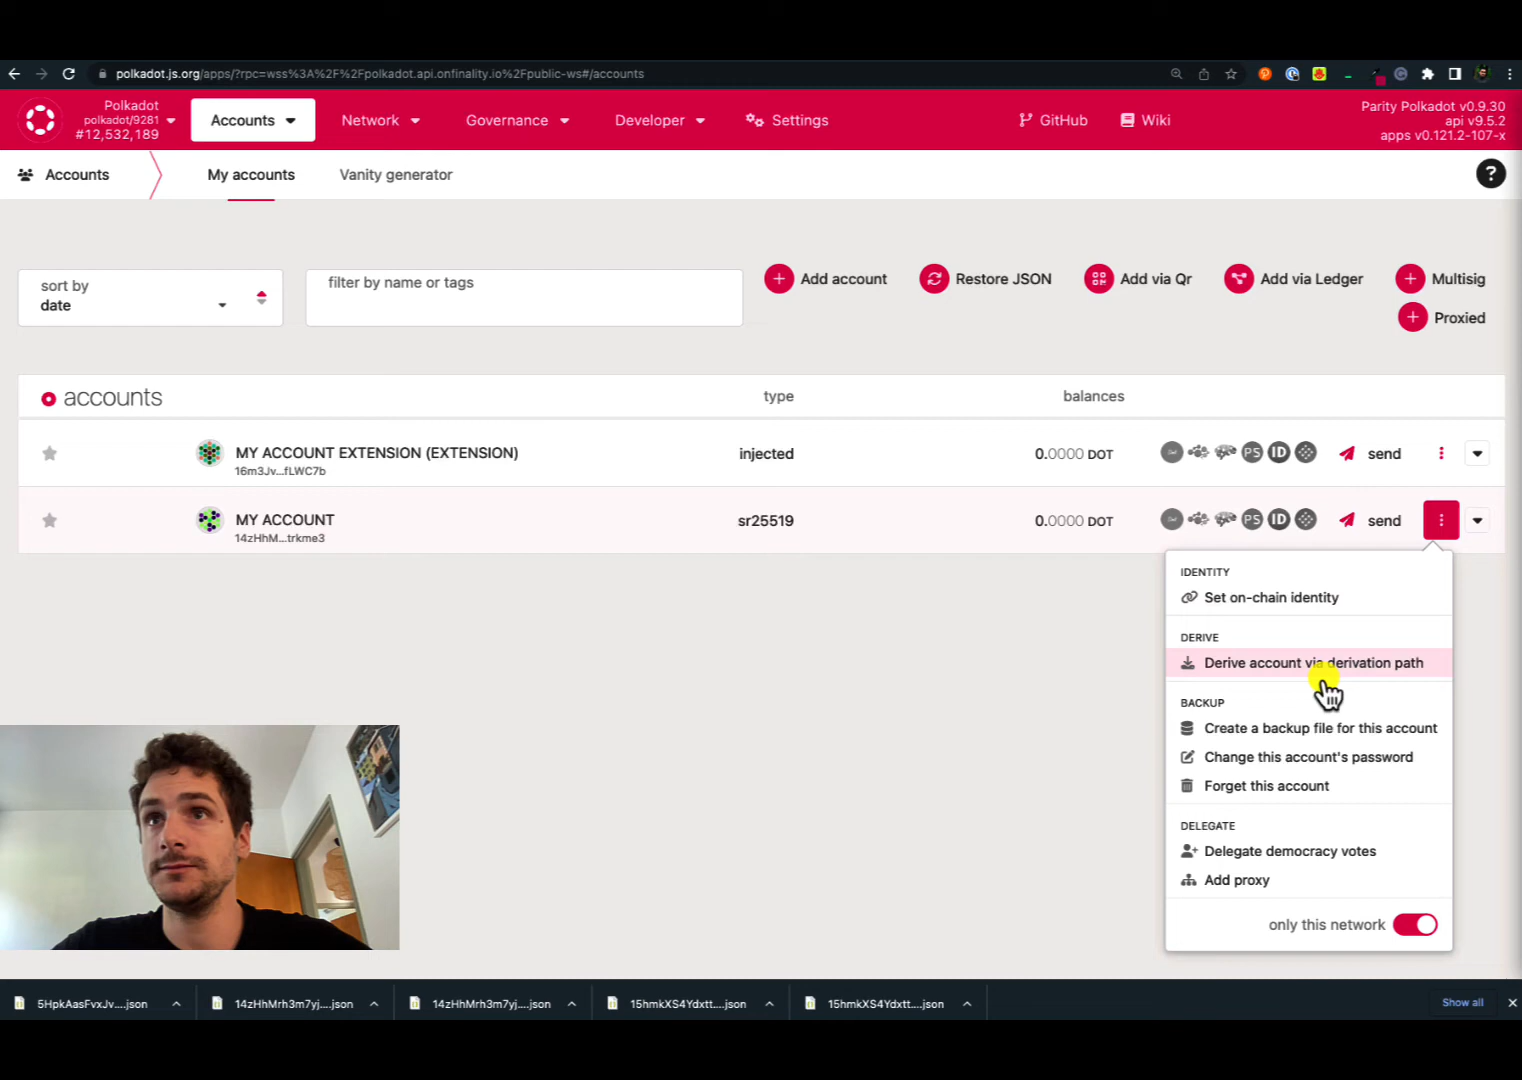 polkadot.js.org/apps/?rpc=wss%3A%2F%2Fpolkadot.api.onfinality.io%2Fpublic-ws#/accounts
Polkadot
polkadot/9281
#12,532,189
Accounts
Network
Governance
Developer
Settings
GitHub
Wiki
Parity Polkadot v0.9.30
api v9.5.2
apps v0.121.2-107-x
Accounts
My accounts
Vanity generator
?
sort by
date
filter by name or tags
Add account
Restore JSON
Add via Qr
Add via Ledger
Multisig
Proxied
accounts
type
balances
MY ACCOUNT EXTENSION (EXTENSION)
16m3Jv...fLWC7b
injected
0.0000 DOT
PS
ID
send
MY ACCOUNT
14zHhM...trkme3
sr25519
0.0000 DOT
PS
ID
send
IDENTITY
Set on-chain identity
DERIVE
Derive account via derivation path
BACKUP
Create a backup file for this account
Change this account's password
Forget this account
DELEGATE
Delegate democracy votes
Add proxy
only this network
5HpkAasFvxJv....json
14zHhMrh3m7yj....json
14zHhMrh3m7yj....json
15hmkXS4Ydxtt....json
15hmkXS4Ydxtt....json
Show all